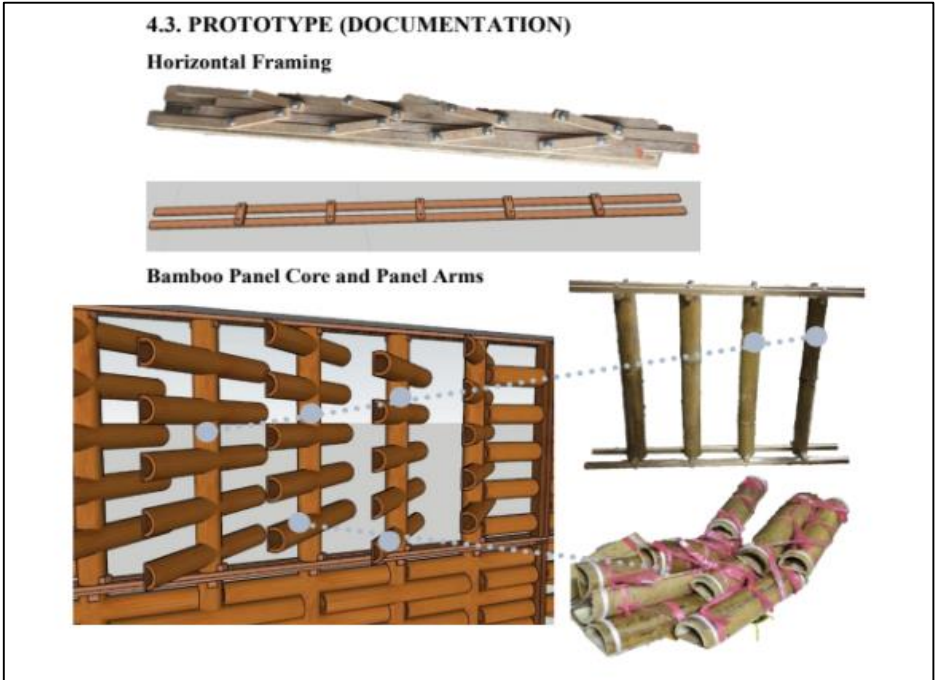 4.3. PROTOTYPE (DOCUMENTATION)
Horizontal Framing
Bamboo Panel Core and Panel Arms